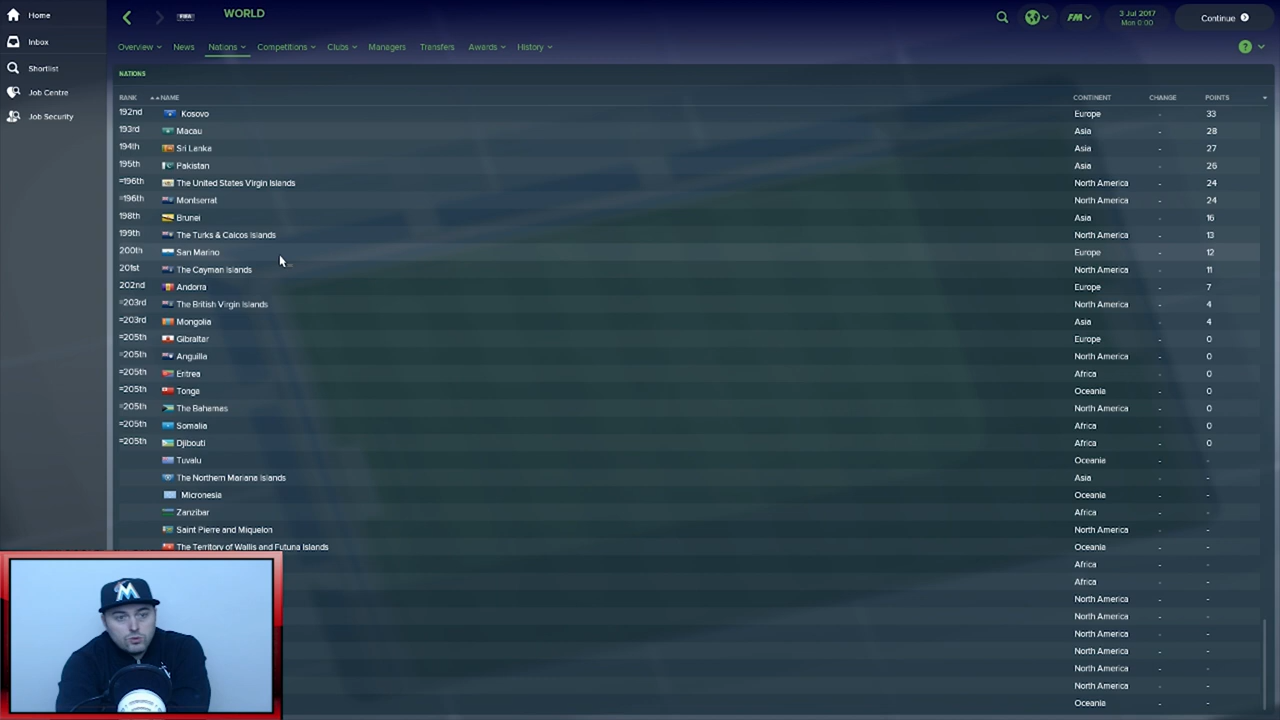 Home
WORLD
3 Jul 2017
Mon 0:00
FM
Continue
Inbox
Overview News Nations Competitions Clubs Managers Transfers Awards History
Shortlist
Job Centre
Job Security
NATIONS
RANK NAME CONTINENT CHANGE POINTS
192nd Kosovo Europe - 33
193rd Macau Asia - 28
194th Sri Lanka Asia - 27
195th Pakistan Asia - 26
=196th The United States Virgin Islands North America - 24
=196th Montserrat North America - 24
198th Brunei Asia - 16
199th The Turks & Caicos Islands North America - 13
200th San Marino Europe - 12
201st The Cayman Islands North America - 11
202nd Andorra Europe - 7
=203rd The British Virgin Islands North America - 4
=203rd Mongolia Asia - 4
=205th Gibraltar Europe - 0
=205th Anguilla North America - 0
=205th Eritrea Africa - 0
=205th Tonga Oceania - 0
=205th The Bahamas North America - 0
=205th Somalia Africa - 0
=205th Djibouti Africa - 0
Tuvalu Oceania - -
The Northern Mariana Islands Asia - -
Micronesia Oceania - -
Zanzibar Africa - -
Saint Pierre and Miquelon North America - -
The Territory of Wallis and Futuna Islands Oceania - -
Africa - -
Africa - -
North America - -
North America - -
North America - -
North America - -
North America - -
North America - -
Oceania - -
M